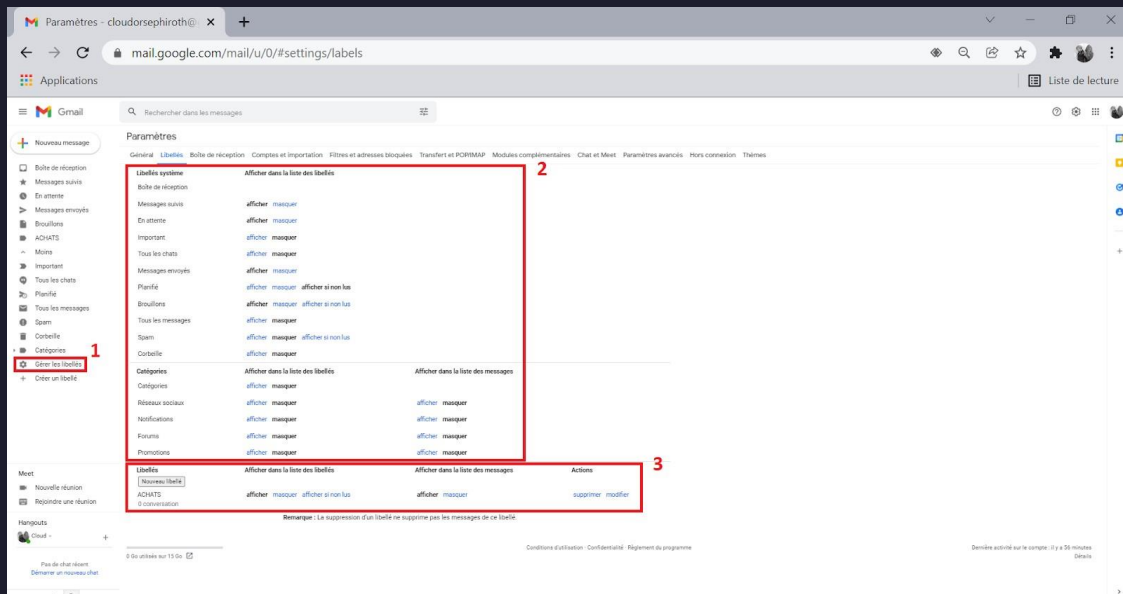 Paramètres - cloudorsephiroth@
mail.google.com/mail/u/0/#settings/labels
Applications
Liste de lecture
Gmail
Rechercher dans les messages
Nouveau message
Boîte de réception
Messages suivis
En attente
Messages envoyés
Brouillons
ACHATS
Moins
Important
Tous les chats
Planifié
Tous les messages
Spam
Corbeille
Catégories
1
Gérer les libellés
Créer un libellé
Meet
Nouvelle réunion
Rejoindre une réunion
Hangouts
Cloud
Pas de chat récent
Démarrer un nouveau chat
Paramètres
Général Libellés Boîte de réception Comptes et importation Filtres et adresses bloquées Transfert et POP/IMAP Modules complémentaires Chat et Meet Paramètres avancés Hors connexion Thèmes
2
Libellés système Afficher dans la liste des libellés
Boîte de réception
Messages suivis afficher masquer
En attente afficher masquer
Important afficher masquer
Tous les chats afficher masquer
Messages envoyés afficher masquer
Planifié afficher masquer afficher si non lus
Brouillons afficher masquer afficher si non lus
Tous les messages afficher masquer
Spam afficher masquer afficher si non lus
Corbeille afficher masquer
Catégories Afficher dans la liste des libellés Afficher dans la liste des messages
Catégories afficher masquer
Réseaux sociaux afficher masquer afficher masquer
Notifications afficher masquer afficher masquer
Forums afficher masquer afficher masquer
Promotions afficher masquer afficher masquer
3
Libellés Afficher dans la liste des libellés Afficher dans la liste des messages Actions
Nouveau libellé
ACHATS afficher masquer afficher si non lus afficher masquer supprimer modifier
0 conversation
Remarque : La suppression d'un libellé ne supprime pas les messages de ce libellé.
0 Go utilisés sur 15 Go
Conditions d'utilisation · Confidentialité · Règlement du programme
Dernière activité sur le compte : il y a 36 minutes
Détails